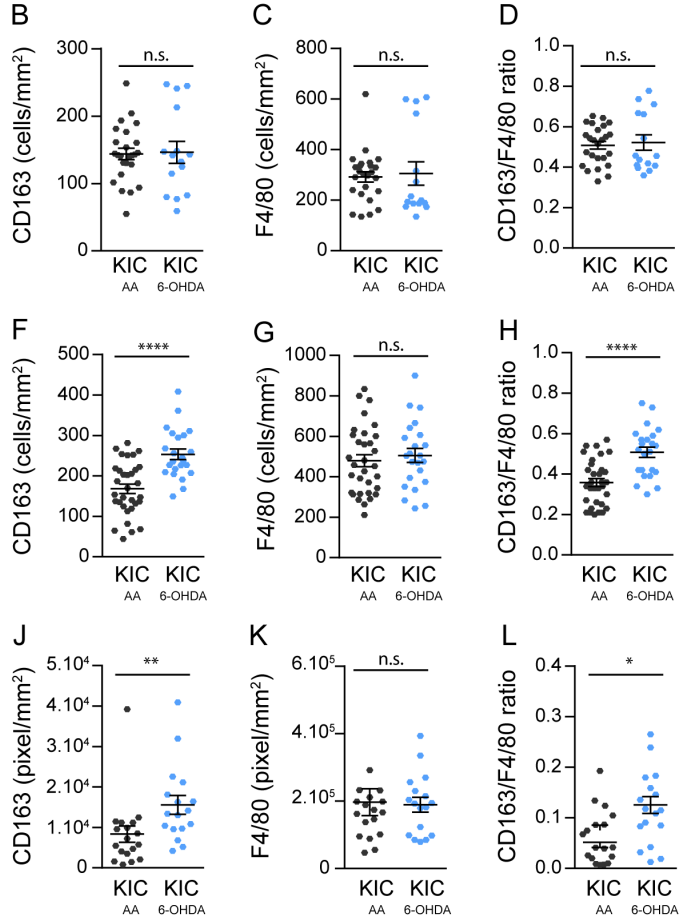 B
CD163 (cells/mm²)
300
200
100
0
n.s.
KIC KIC
AA 6-OHDA
C
F4/80 (cells/mm²)
800
600
400
200
0
n.s.
KIC KIC
AA 6-OHDA
D
CD163/F4/80 ratio
1.0
0.8
0.6
0.4
0.2
0.0
n.s.
KIC KIC
AA 6-OHDA
F
CD163 (cells/mm²)
500
400
300
200
100
0
****
KIC KIC
AA 6-OHDA
G
F4/80 (cells/mm²)
1000
800
600
400
200
0
n.s.
KIC KIC
AA 6-OHDA
H
CD163/F4/80 ratio
1.0
0.8
0.6
0.4
0.2
0.0
****
KIC KIC
AA 6-OHDA
J
CD163 (pixel/mm²)
5.10⁴
4.10⁴
3.10⁴
2.10⁴
1.10⁴
0
**
KIC KIC
AA 6-OHDA
K
F4/80 (pixel/mm²)
6.10⁵
4.10⁵
2.10⁵
0
n.s.
KIC KIC
AA 6-OHDA
L
CD163/F4/80 ratio
0.4
0.3
0.2
0.1
0.0
*
KIC KIC
AA 6-OHDA